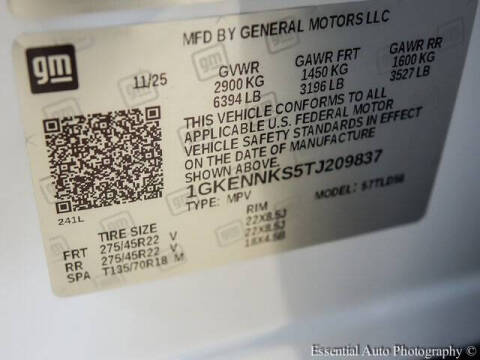 MFD BY GENERAL MOTORS LLC
gm
11/25
GVWR GAWR FRT GAWR RR
2900 KG 1450 KG 1600 KG
6394 LB 3196 LB 3527 LB
THIS VEHICLE CONFORMS TO ALL
APPLICABLE U.S. FEDERAL MOTOR
VEHICLE SAFETY STANDARDS IN EFFECT
ON THE DATE OF MANUFACTURE
SHOWN ABOVE.
1GKENNKS5TJ209837
TYPE: MPV MODEL:
241L
TIRE SIZE RIM
FRT 275/45R22 V 22X8.5J
RR 275/45R22 V 22X8.5J
SPA T135/70R18 M 18X4.5B
Essential Auto Photography ©